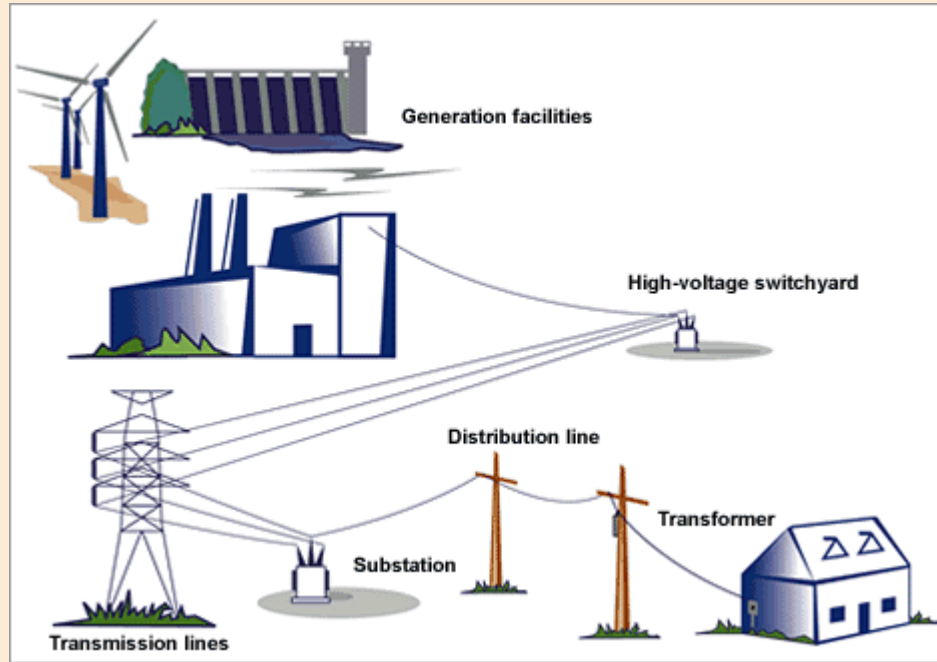 Generation facilities
High-voltage switchyard
Distribution line
Transformer
Substation
Transmission lines